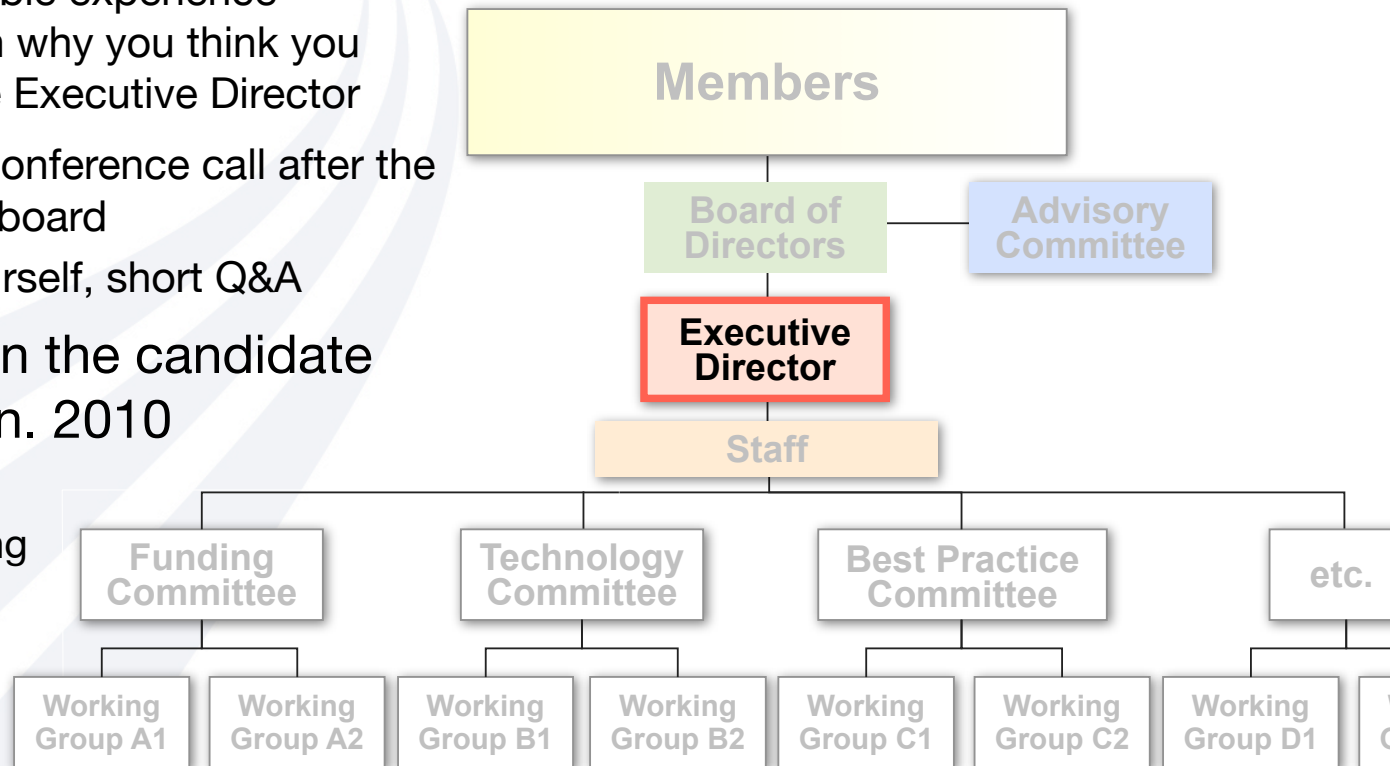 why you think you
Executive Director
onference call after the
board
rself, short Q&A
n the candidate
n. 2010
Members
Board of
Directors
Advisory
Committee
Executive
Director
Staff
Funding
Committee
Technology
Committee
Best Practice
Committee
etc.
Working
Group A1
Working
Group A2
Working
Group B1
Working
Group B2
Working
Group C1
Working
Group C2
Working
Group D1